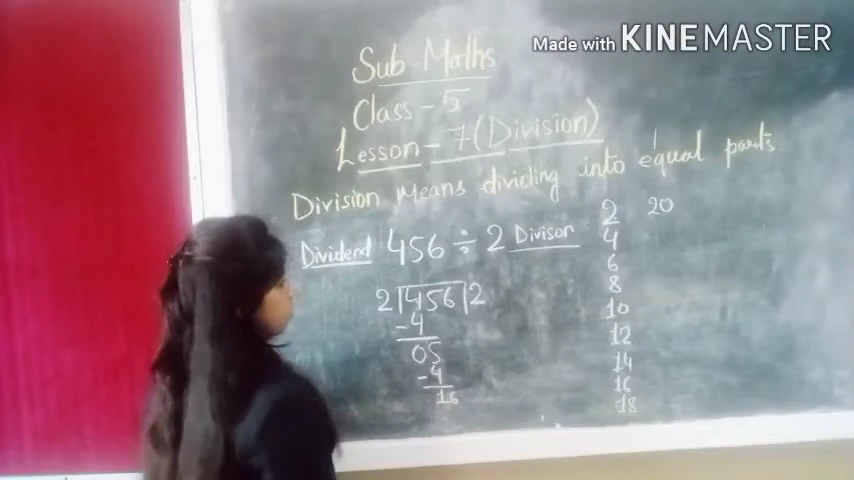 Made with KINEMASTER
Sub - Maths
Class - 5
Lesson - 7 (Division)
Division means dividing into equal parts.
Dividend 456 ÷ 2 Divison
2 456 2
-4
05
-4
16
2 20
4
6
8
10
12
14
16
18